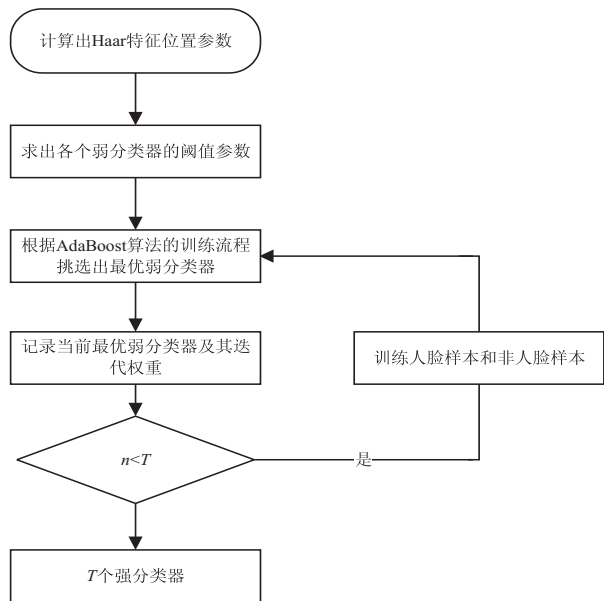 计算出Haar特征位置参数
求出各个弱分类器的阈值参数
根据AdaBoost算法的训练流程
挑选出最优弱分类器
记录当前最优弱分类器及其迭
代权重
训练人脸样本和非人脸样本
n<T
是
T个强分类器